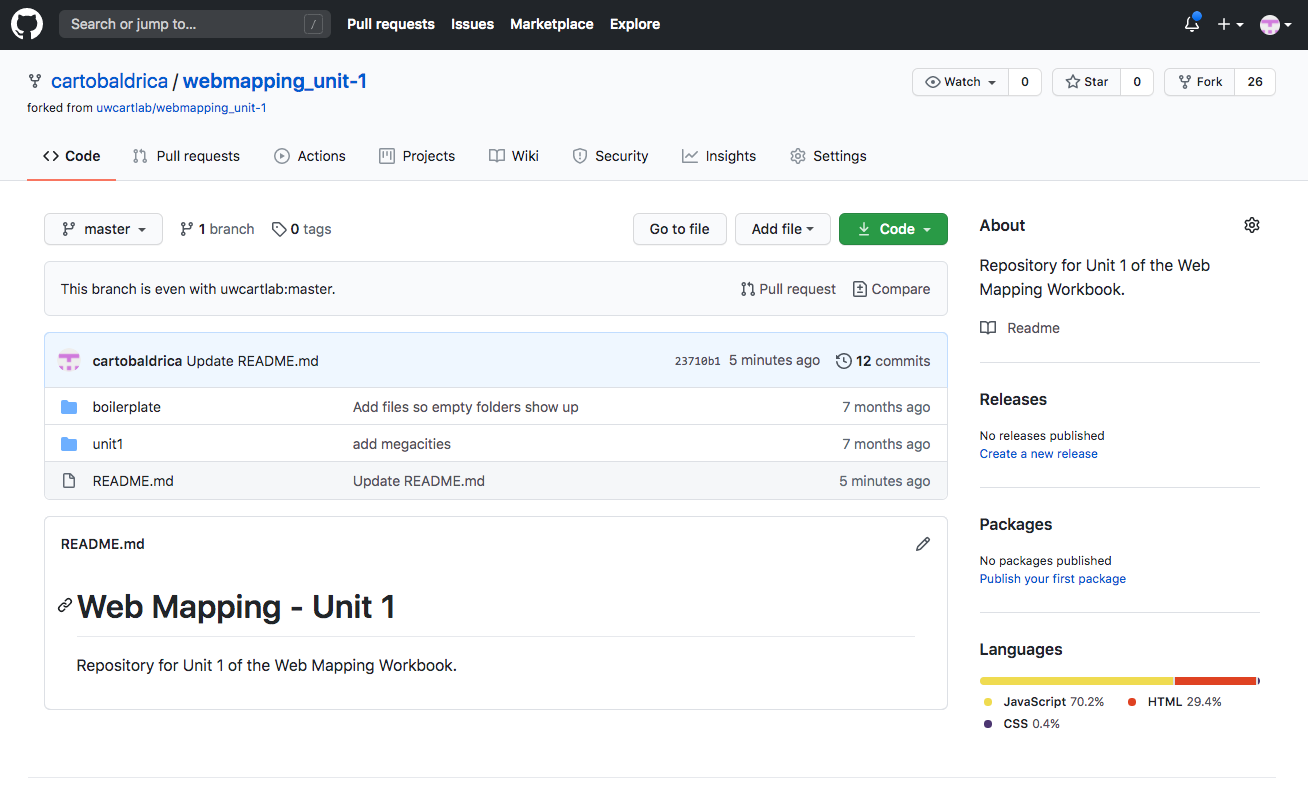 Search or jump to... / Pull requests Issues Marketplace Explore
cartobaldrica / webmapping_unit-1 Watch 0 Star 0 Fork 26
forked from uwcartlab/webmapping_unit-1
Code Pull requests Actions Projects Wiki Security Insights Settings
master 1 branch 0 tags Go to file Add file Code
This branch is even with uwcartlab:master. Pull request Compare
cartobaldrica Update README.md 23710b1 5 minutes ago 12 commits
boilerplate Add files so empty folders show up 7 months ago
unit1 add megacities 7 months ago
README.md Update README.md 5 minutes ago
README.md
Web Mapping - Unit 1
Repository for Unit 1 of the Web Mapping Workbook.
About
Repository for Unit 1 of the Web
Mapping Workbook.
Readme
Releases
No releases published
Create a new release
Packages
No packages published
Publish your first package
Languages
JavaScript 70.2% HTML 29.4%
CSS 0.4%